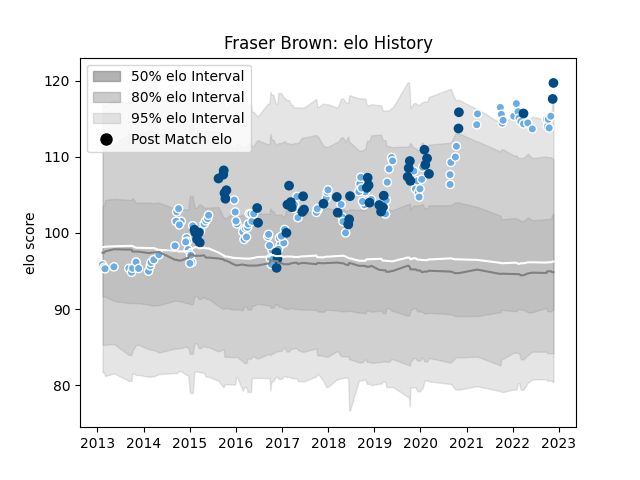 Fraser Brown: elo History
50% elo Interval
80% elo Interval
95% elo Interval
Post Match elo
elo score
120
110
100
90
80
2013 2014 2015 2016 2017 2018 2019 2020 2021 2022 2023